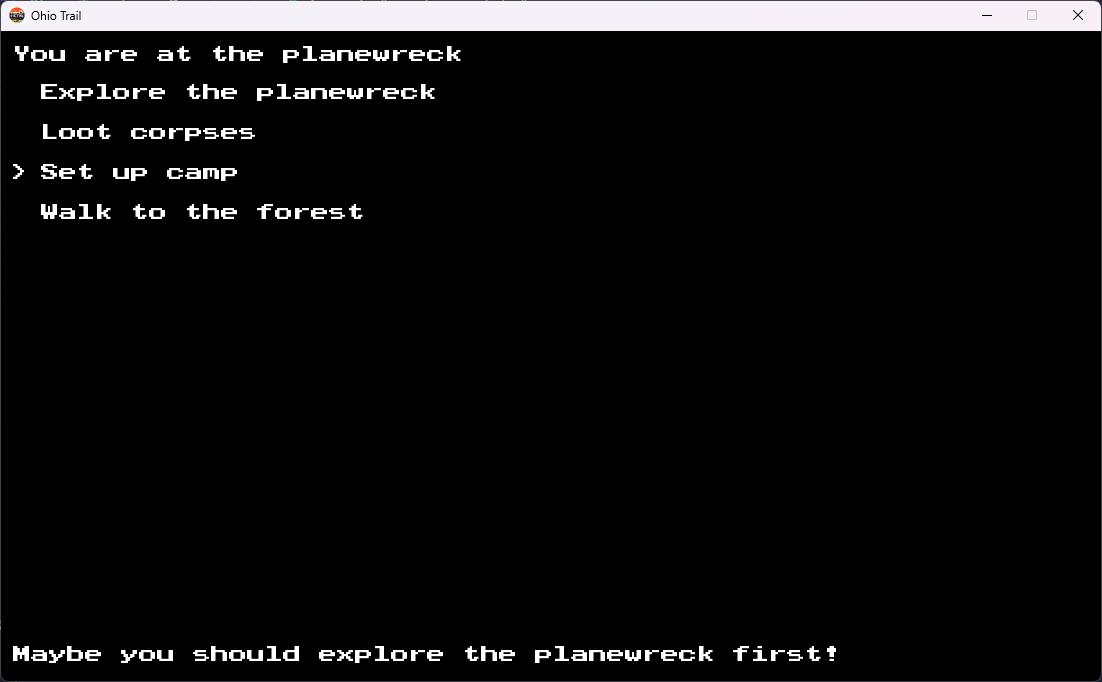 Ohio Trail
You are at the planewreck
Explore the planewreck
Loot corpses
> Set up camp
Walk to the forest
Maybe you should explore the planewreck first!